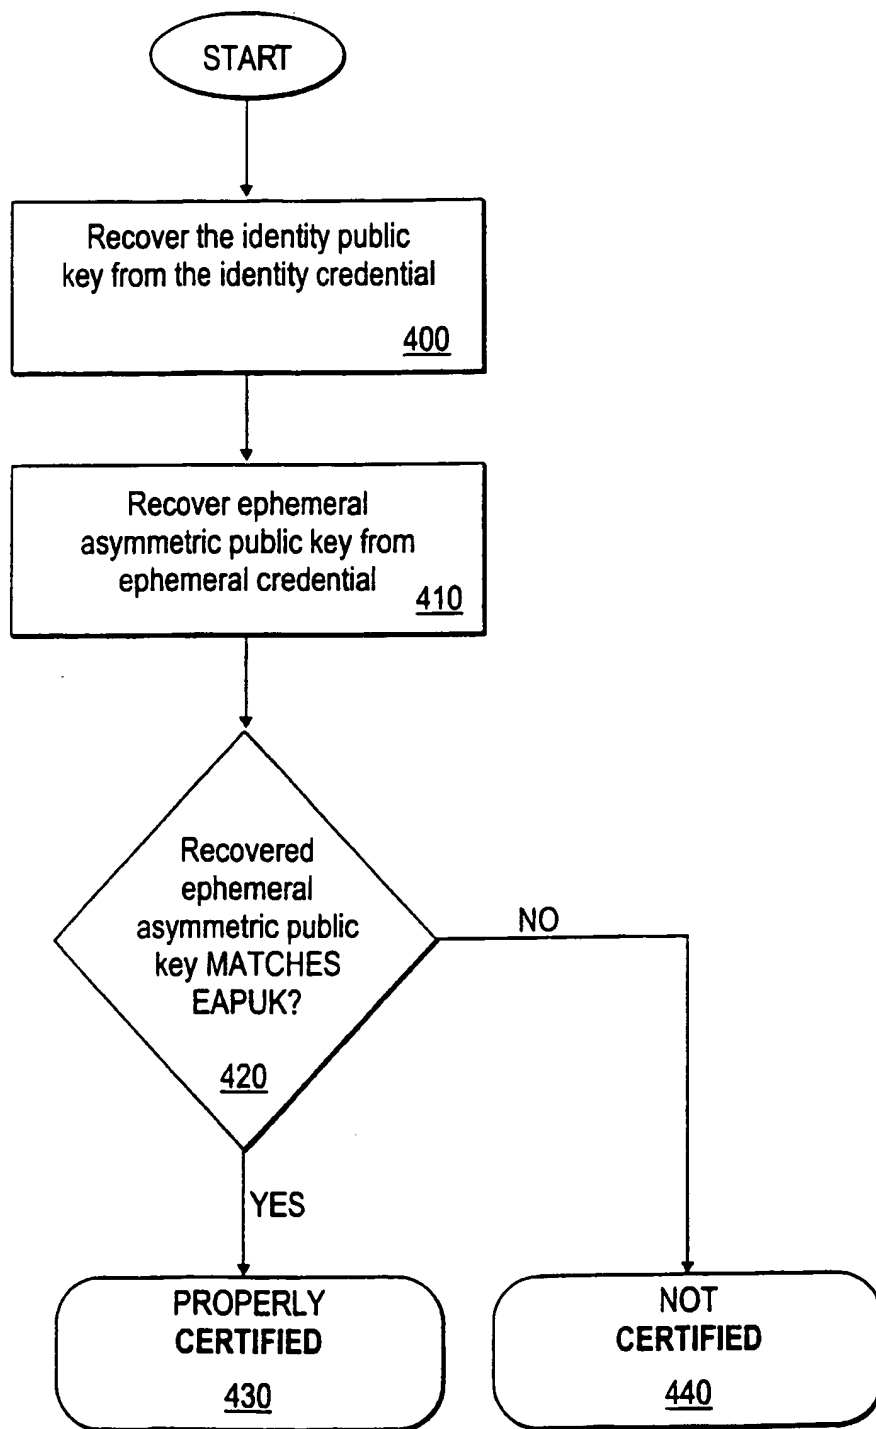 START
Recover the identity public
key from the identity credential
400
Recover ephemeral
asymmetric public key from
ephemeral credential
410
Recovered
ephemeral
asymmetric public
key MATCHES
EAPUK?
420
NO
YES
PROPERLY
CERTIFIED
430
NOT
CERTIFIED
440